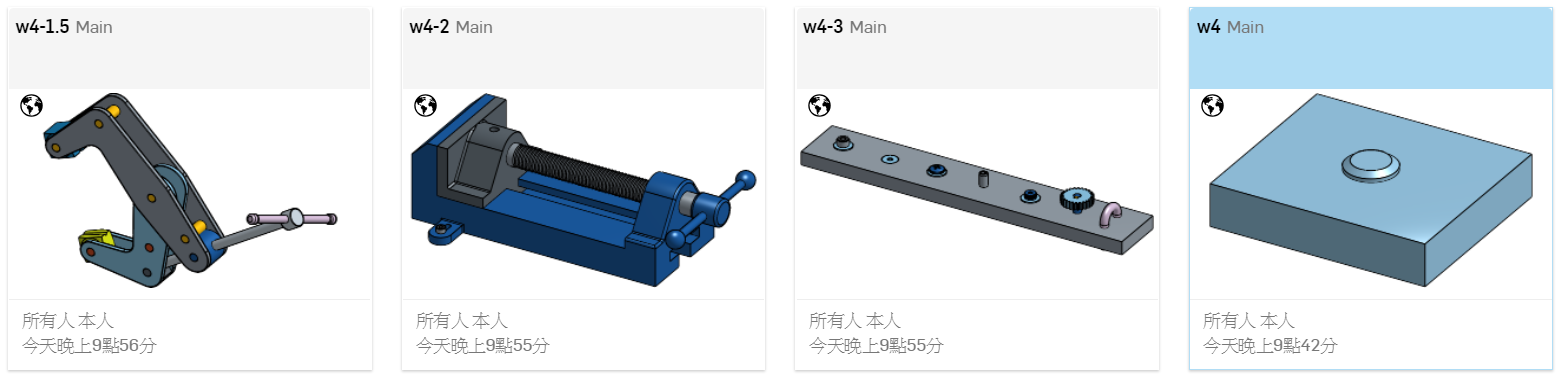 w4-1.5 Main
所有人 本人
今天晚上9點56分
w4-2 Main
所有人 本人
今天晚上9點55分
w4-3 Main
所有人 本人
今天晚上9點55分
w4 Main
所有人 本人
今天晚上9點42分